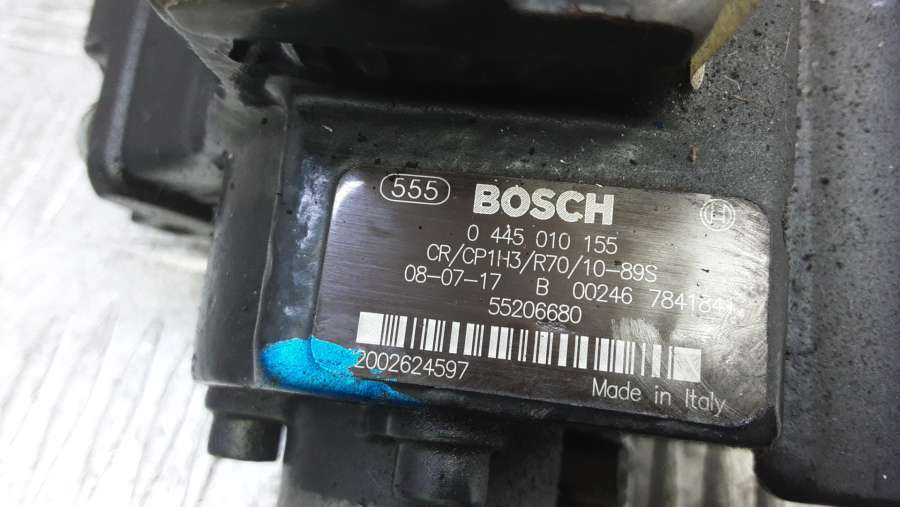 555 BOSCH
0 445 010 155
CR/CP1H3/R70/10-89S
08-07-17 B 00246 7841844
55206680
2002624597
Made in Italy